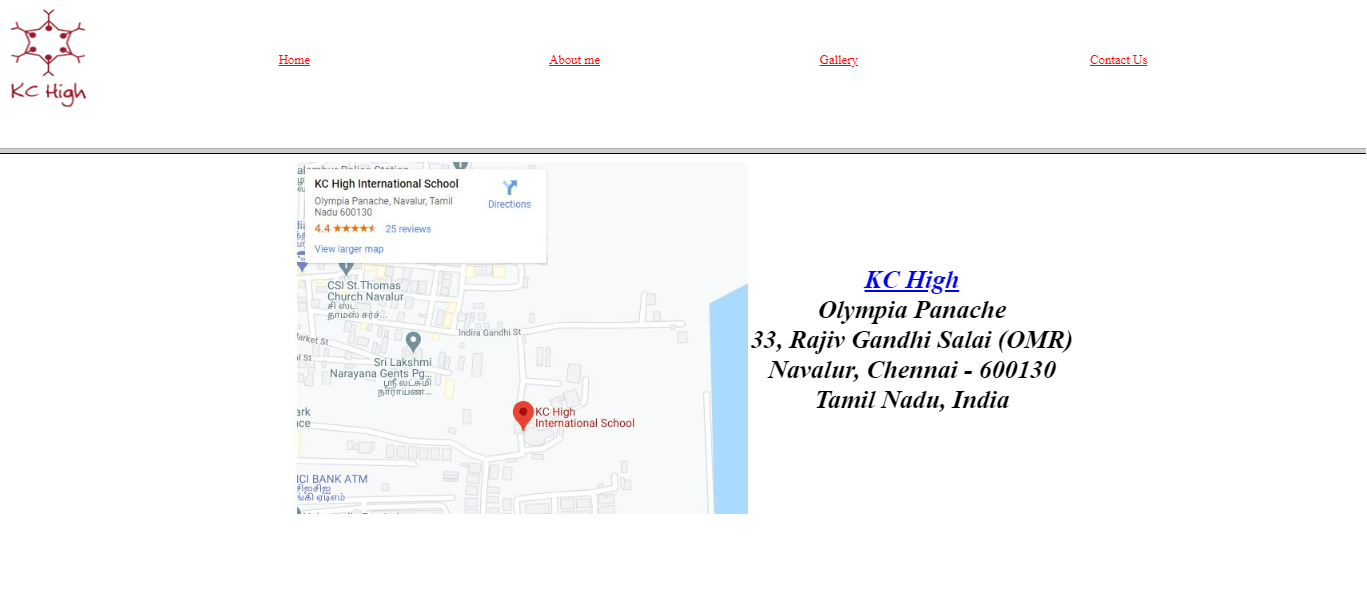 KC High
Home
About me
Gallery
Contact Us
KC High International School
Olympia Panache, Navalur, Tamil
Nadu 600130
4.4
25 reviews
View larger map
Directions
CSI St.Thomas
Church Navalur
சி எஸ்ட்.
தாமஸ் சர்ச்...
Indira Gandhi St
Market St
Sri Lakshmi
Narayana Gents Pg...
ஸ்ரீ லட்சுமி
நாராயண...
KC High
International School
BANK ATM
KC High
Olympia Panache
33, Rajiv Gandhi Salai (OMR)
Navalur, Chennai - 600130
Tamil Nadu, India